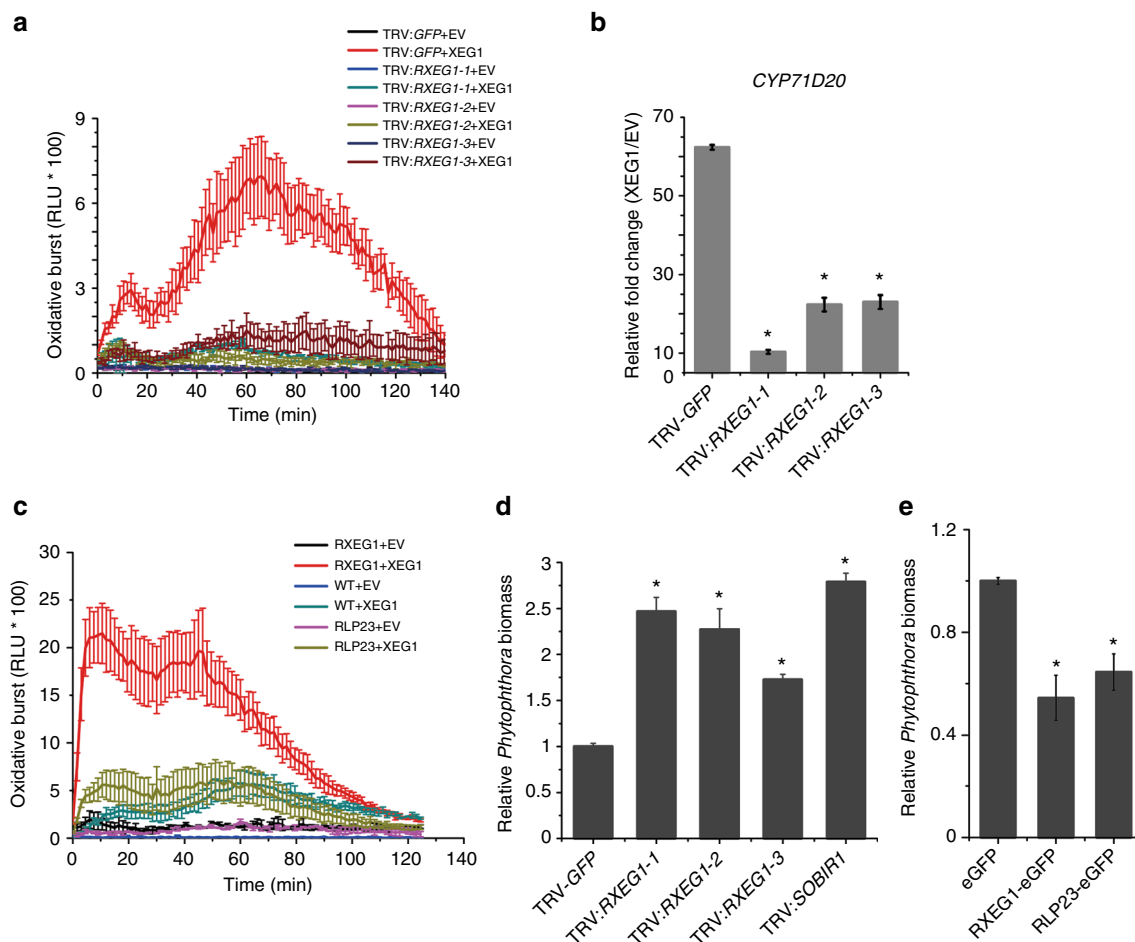 a
TRV:GFP+EV
TRV:GFP+XEG1
TRV:RXEG1-1+EV
TRV:RXEG1-1+XEG1
TRV:RXEG1-2+EV
TRV:RXEG1-2+XEG1
TRV:RXEG1-3+EV
TRV:RXEG1-3+XEG1
Oxidative burst (RLU * 100)
9
6
3
0
0 20 40 60 80 100 120 140
Time (min)
b
CYP71D20
Relative fold change (XEG1/EV)
70
50
30
10
0
* * *
TRV-GFP
TRV:RXEG1-1
TRV:RXEG1-2
TRV:RXEG1-3
c
RXEG1+EV
RXEG1+XEG1
WT+EV
WT+XEG1
RLP23+EV
RLP23+XEG1
Oxidative burst (RLU * 100)
30
25
20
15
10
5
0
0 20 40 60 80 100 120 140
Time (min)
d
Relative Phytophthora biomass
3
2.5
2
1.5
1
0.5
0
* * * *
TRV-GFP
TRV:RXEG1-1
TRV:RXEG1-2
TRV:RXEG1-3
TRV:SOBIR1
e
Relative Phytophthora biomass
1.2
0.8
0.4
0
* *
eGFP
RXEG1-eGFP
RLP23-eGFP